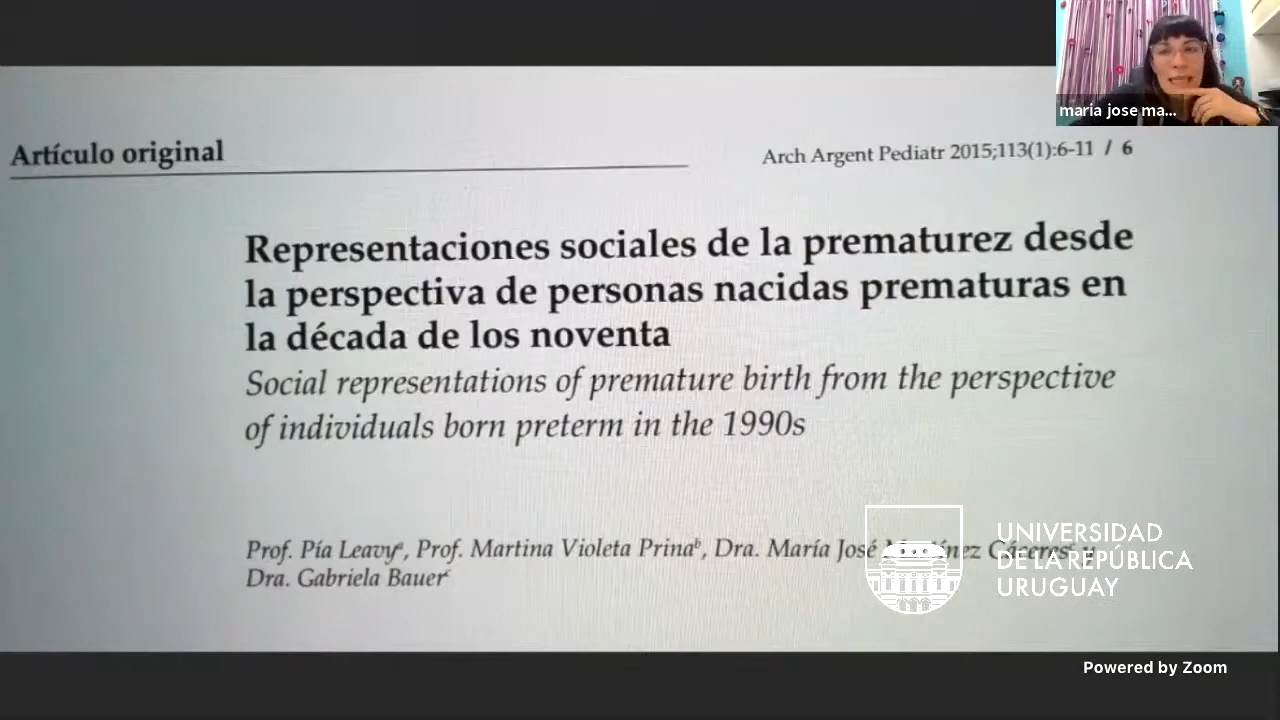 maria jose ma...
Artículo original
Arch Argent Pediatr 2015;113(1):6-11 / 6
Representaciones sociales de la prematurez desde
la perspectiva de personas nacidas prematuras en
la década de los noventa
Social representations of premature birth from the perspective
of individuals born preterm in the 1990s
Prof. Pía Leavyª, Prof. Martina Violeta Prinaᵇ, Dra. María José
Dra. Gabriela Bauerᶜ
UNIVERSIDAD
DE LA REPÚBLICA
URUGUAY
Powered by Zoom